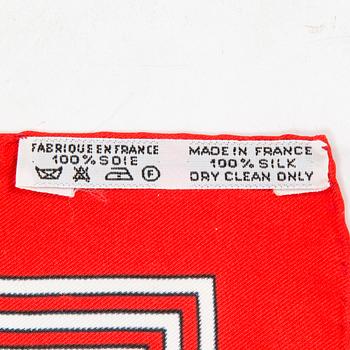 FABRIQUE EN FRANCE
100% SOIE
F
MADE IN FRANCE
100% SILK
DRY CLEAN ONLY